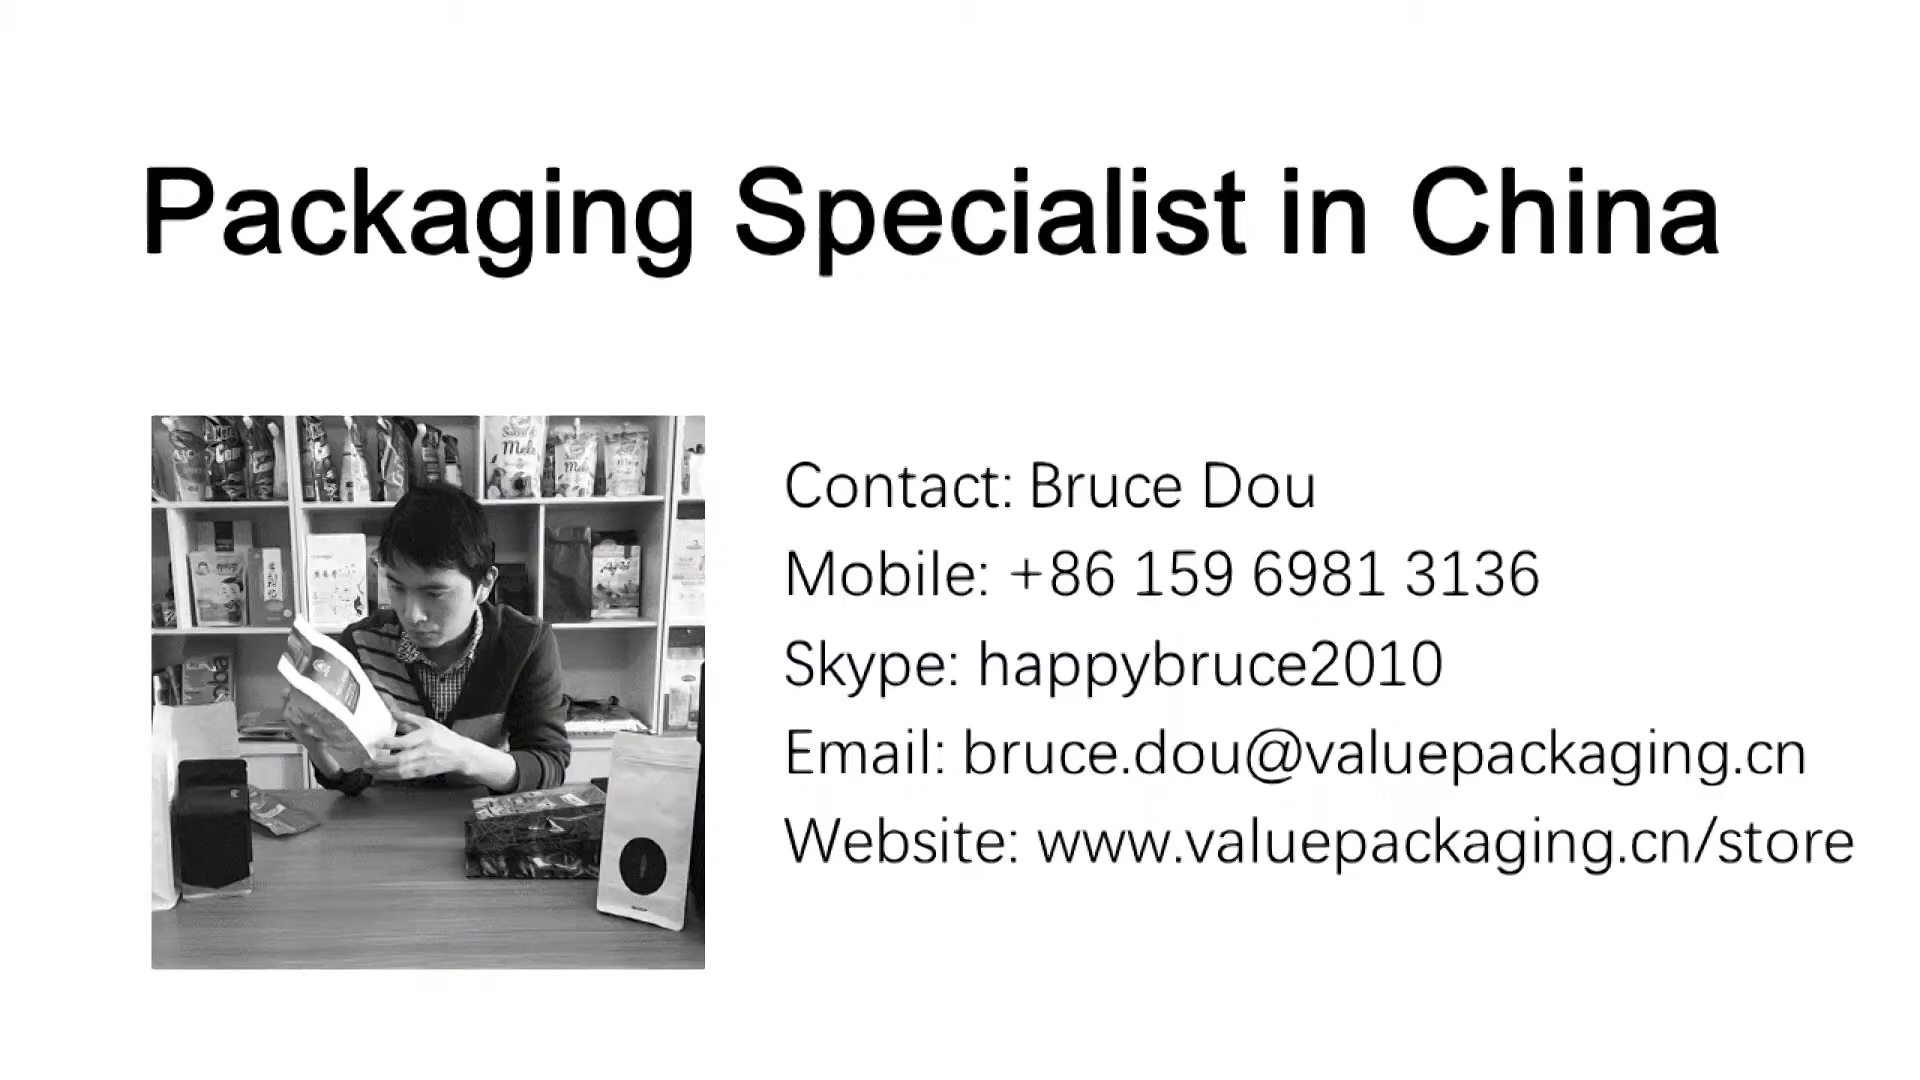 Packaging Specialist in China
Contact: Bruce Dou
Mobile: +86 159 6981 3136
Skype: happybruce2010
Email: bruce.dou@valuepackaging.cn
Website: www.valuepackaging.cn/store